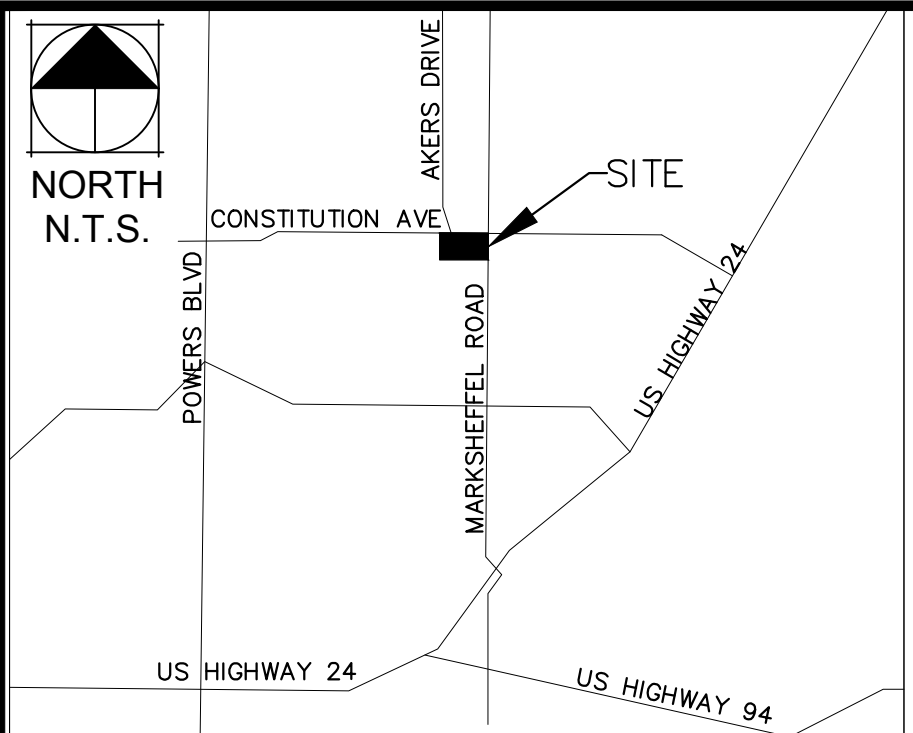 NORTH
N.T.S.
AKERS DRIVE
SITE
CONSTITUTION AVE
POWERS BLVD
MARKSHEFFEL ROAD
US HIGHWAY 24
US HIGHWAY 24
US HIGHWAY 94